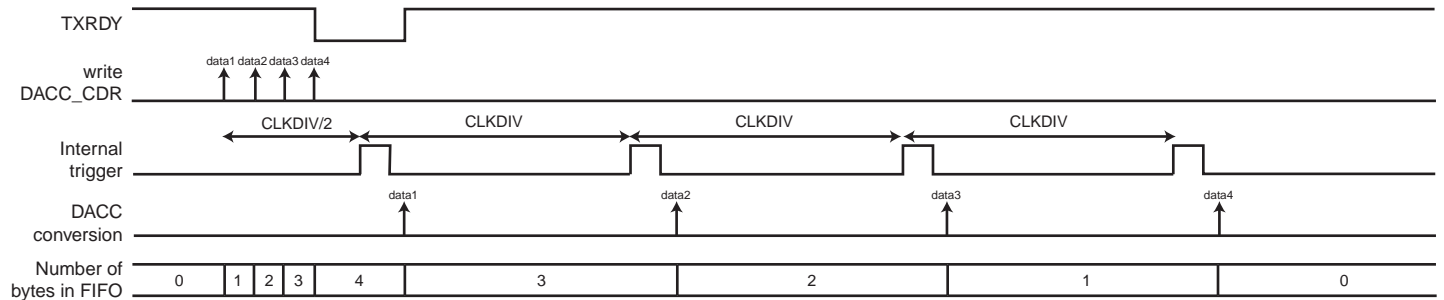 TXRDY
data1 data2 data3 data4
write
DACC_CDR
CLKDIV/2 CLKDIV CLKDIV CLKDIV
Internal
trigger
data1 data2 data3 data4
DACC
conversion
Number of
bytes in FIFO
0 1 2 3 4 3 2 1 0